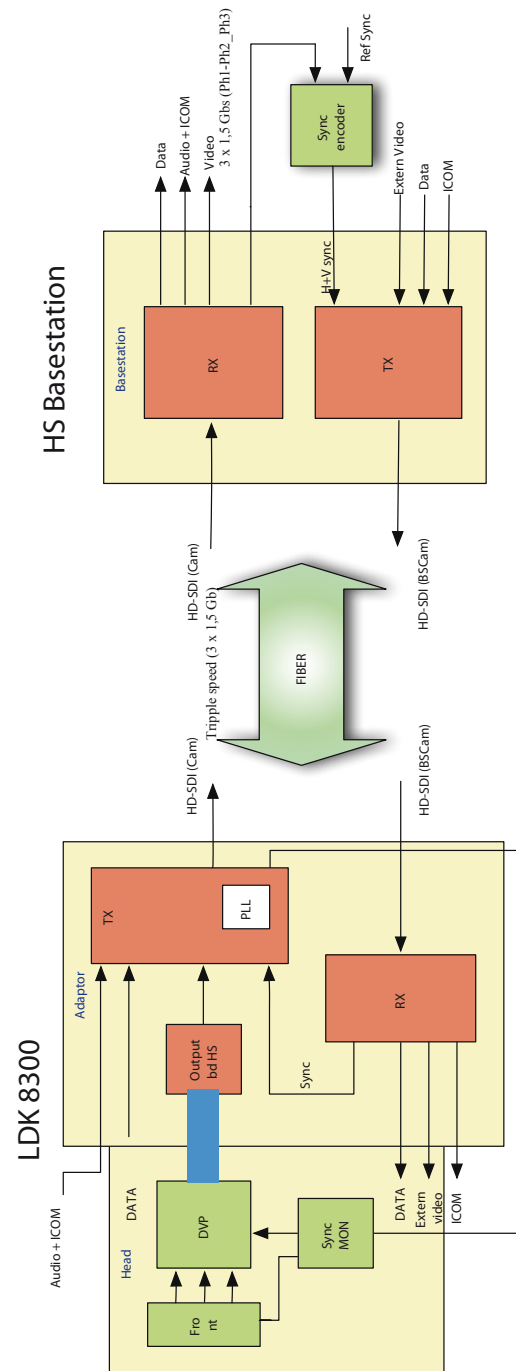 LDK 8300
HS Basestation
Audio + ICOM
Head
DATA
Adaptor
TX
PLL
Output
bd HS
DVP
Fro
nt
Sync
MON
Sync
RX
DATA
Extern
video
ICOM
HD-SDI (Cam)
HD-SDI (BSCam)
FIBER
HD-SDI (Cam)
Tripple speed (3 x 1,5 Gb)
HD-SDI (BSCam)
Basestation
RX
Data
Audio + ICOM
Video
3 x 1,5 Gbs (Ph1-Ph2_Ph3)
Sync
encoder
Ref Sync
H+V sync
TX
Extern Video
Data
ICOM